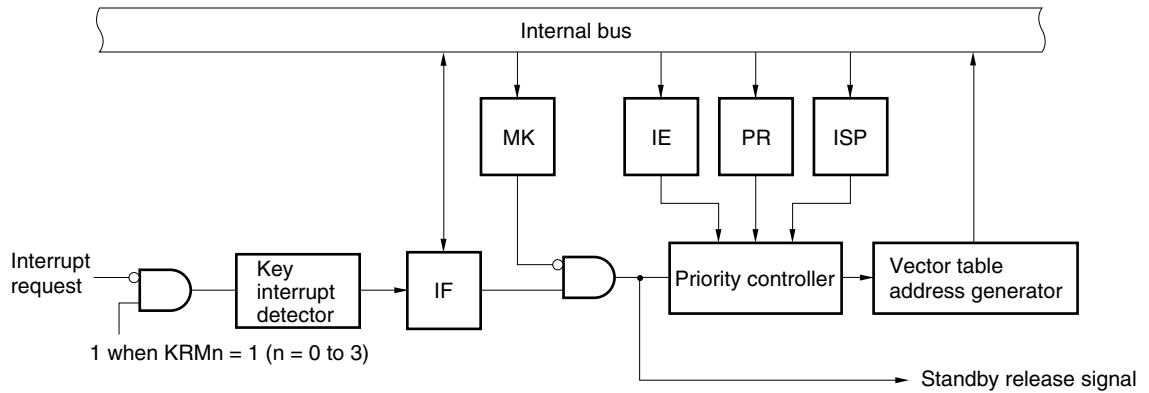 Internal bus
MK
IE
PR
ISP
Interrupt
request
Key
interrupt
detector
IF
Priority controller
Vector table
address generator
1 when KRMn = 1 (n = 0 to 3)
Standby release signal